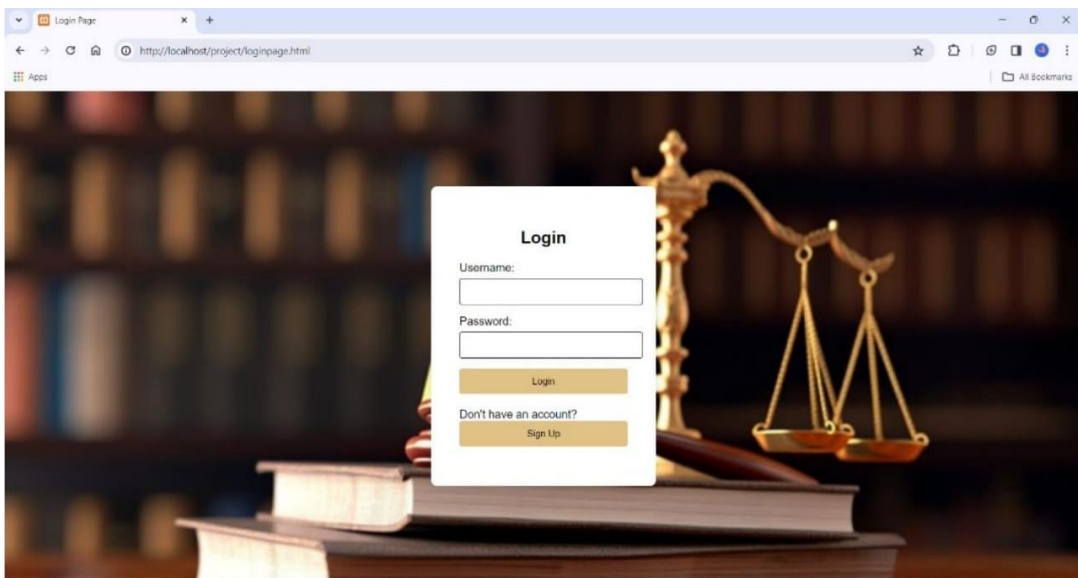 Login Page
http://localhost/project/loginpage.html
Apps
All Bookmarks
Login
Username:
Password:
Login
Don't have an account?
Sign Up